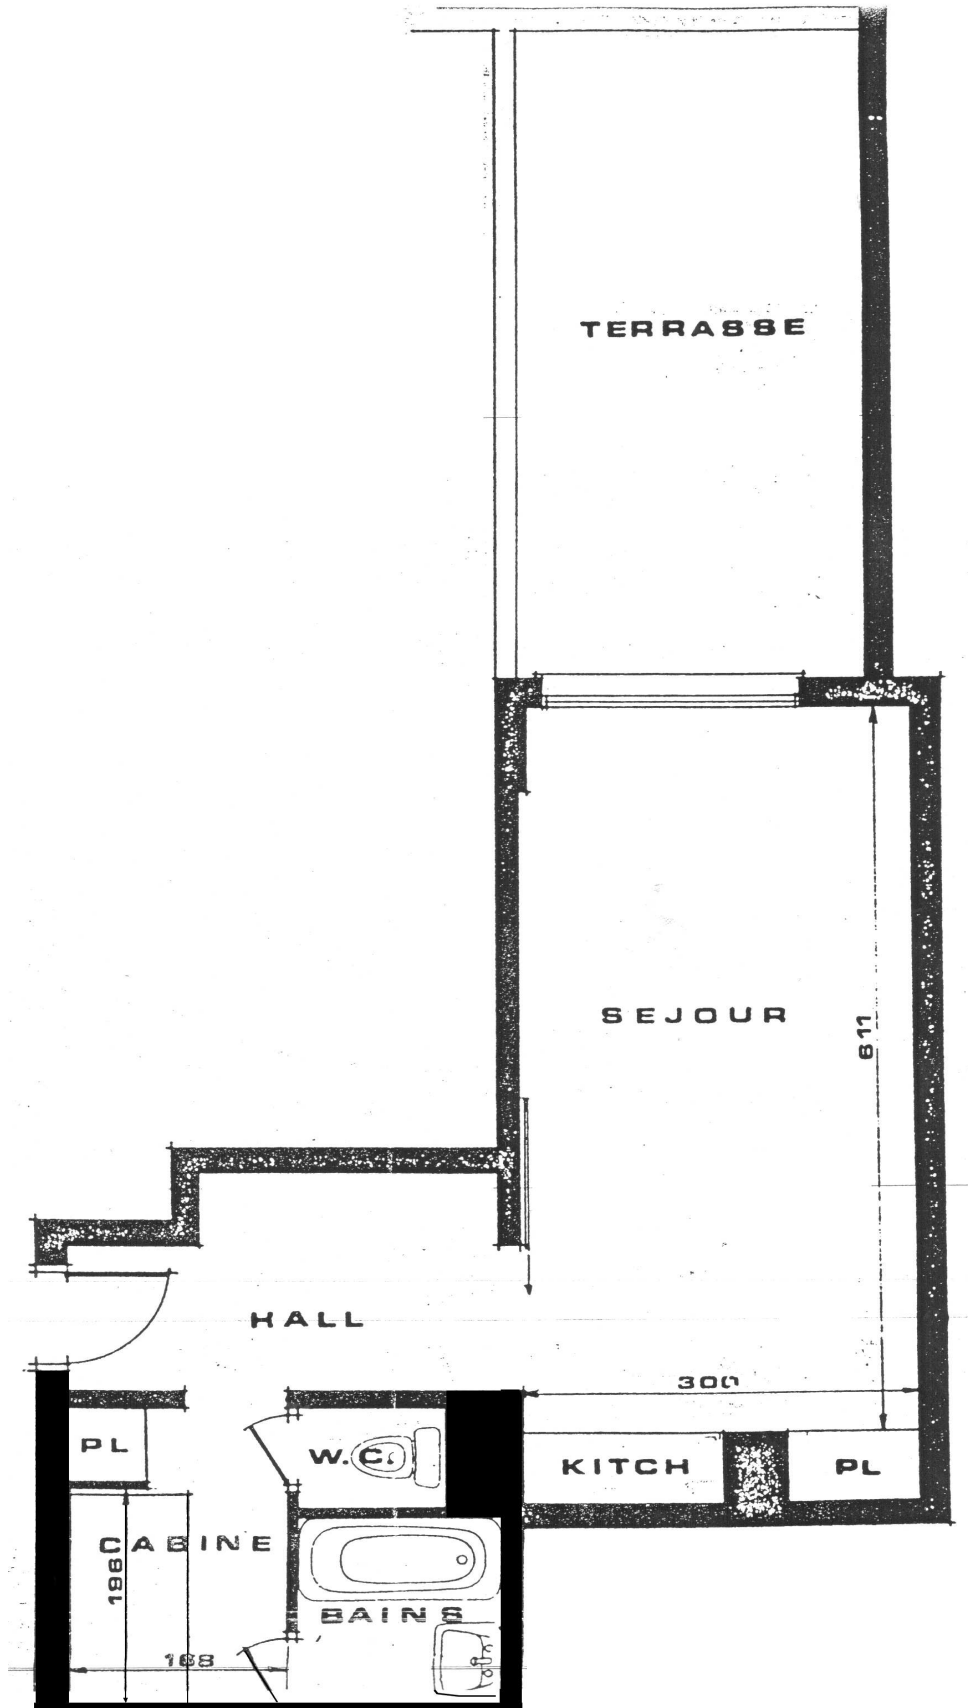 TERRASSE
SEJOUR
611
HALL
300
PL
W.C.
KITCH
PL
CABINE
196
BAINS
168